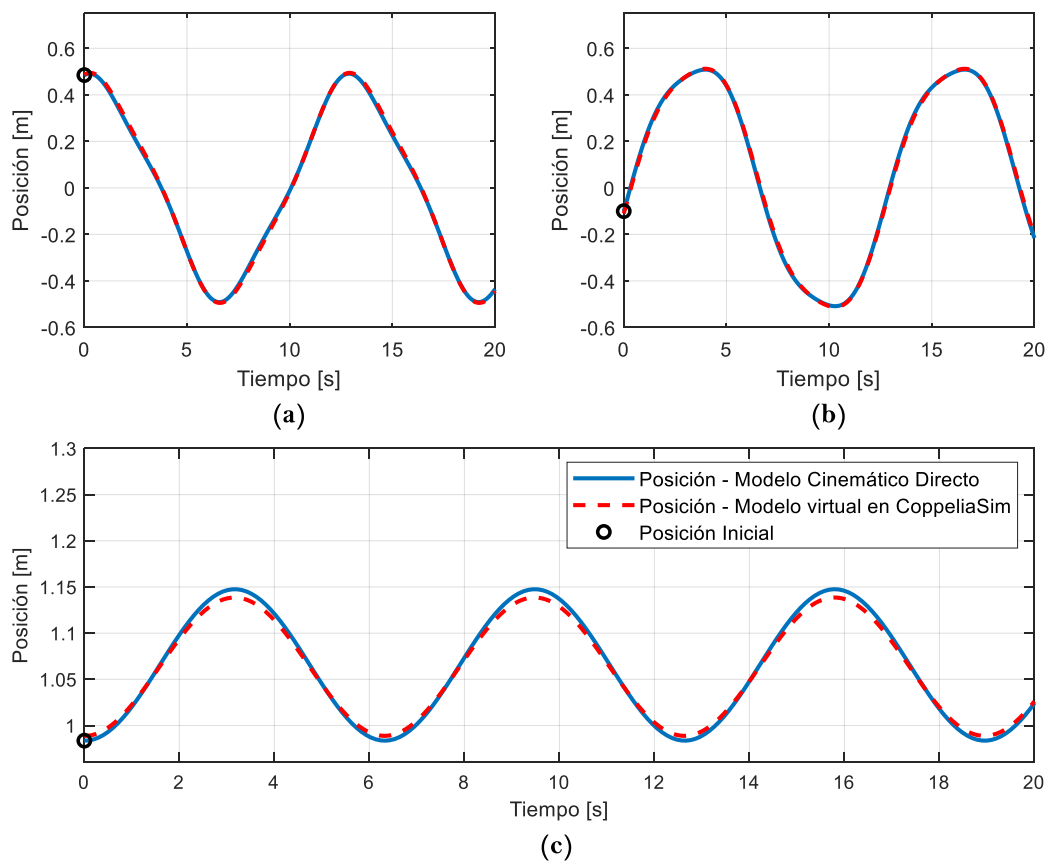 0.6
0.4
0.2
0
-0.2
-0.4
-0.6
Posición [m]
0 5 10 15 20
Tiempo [s]
(a)
0.6
0.4
0.2
0
-0.2
-0.4
-0.6
Posición [m]
0 5 10 15 20
Tiempo [s]
(b)
1.3
1.25
1.2
1.15
1.1
1.05
1
Posición [m]
Posición - Modelo Cinemático Directo
Posición - Modelo virtual en CoppeliaSim
Posición Inicial
0 2 4 6 8 10 12 14 16 18 20
Tiempo [s]
(c)